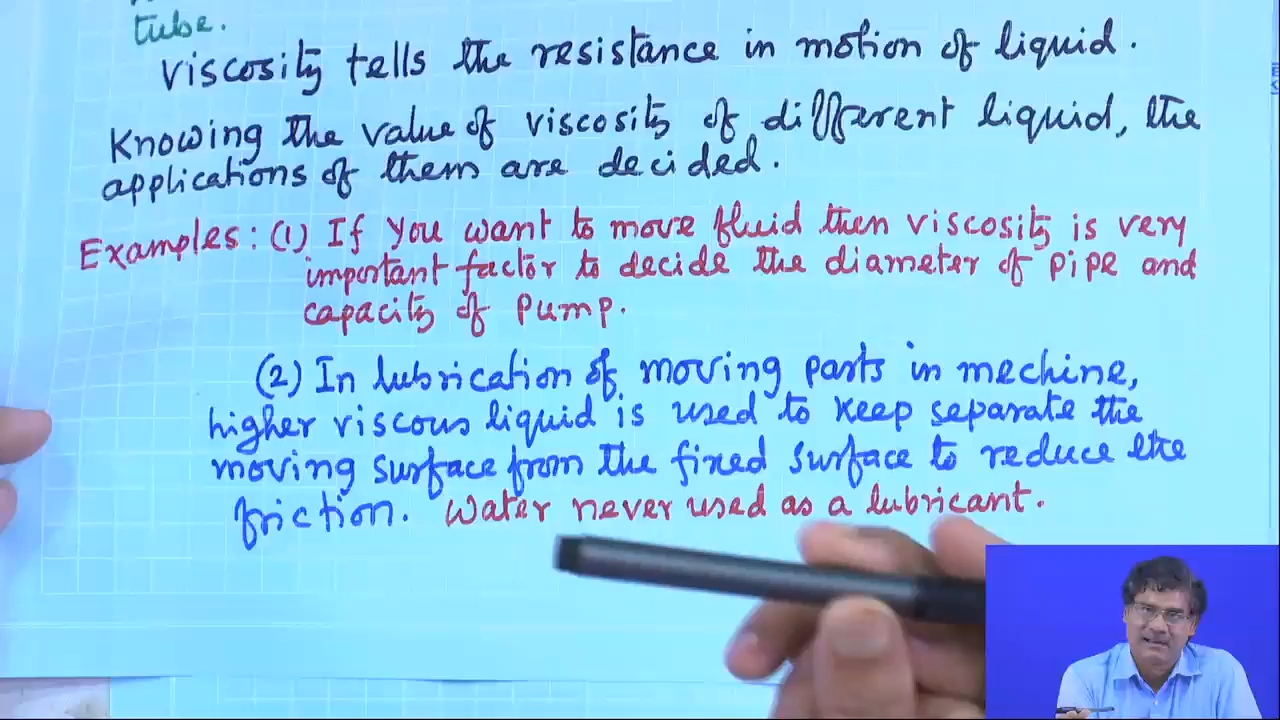 tube.
Viscosity tells the resistance in motion of liquid.
Knowing the value of viscosity of different liquid, the
applications of them are decided.
Examples: (1) If you want to move fluid then viscosity is very
important factor to decide the diameter of pipe and
capacity of pump.
(2) In lubrication of moving parts in mechine,
higher viscous liquid is used to keep separate the
moving surface from the fixed surface to reduce the
friction. Water never used as a lubricant.